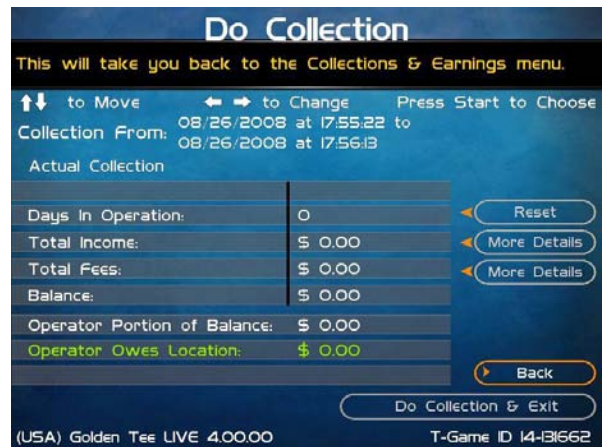 Do Collection
This will take you back to the Collections & Earnings menu.
to Move to Change Press Start to Choose
Collection From: 08/26/2008 at 17:55:22 to
08/26/2008 at 17:56:13
Actual Collection
Days In Operation: 0 Reset
Total Income: $ 0.00 More Details
Total Fees: $ 0.00 More Details
Balance: $ 0.00
Operator Portion of Balance: $ 0.00
Operator Owes Location: $ 0.00
Back
Do Collection & Exit
(USA) Golden Tee LIVE 4.00.00 T-Game ID 14-131662